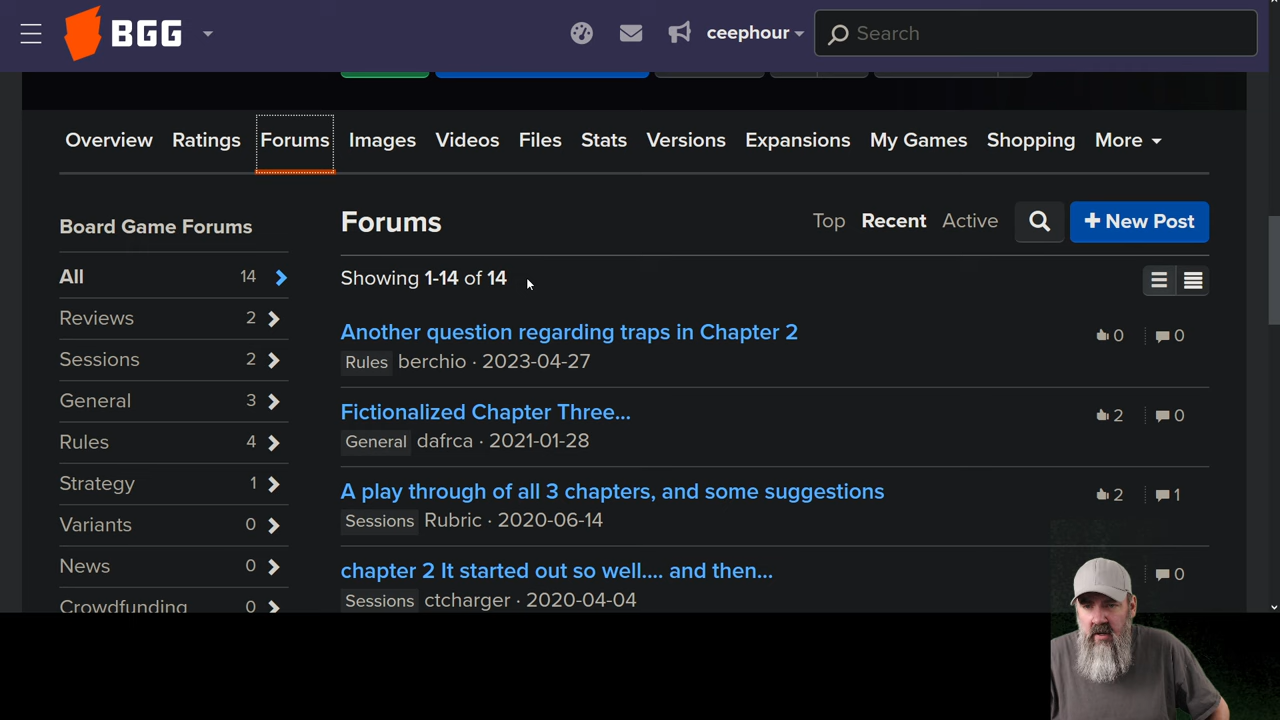 BGG
ceephour
Search
Overview Ratings Forums Images Videos Files Stats Versions Expansions My Games Shopping More
Board Game Forums
All 14
Reviews 2
Sessions 2
General 3
Rules 4
Strategy 1
Variants 0
News 0
Crowdfunding 0
Forums
Top Recent Active
+ New Post
Showing 1-14 of 14
Another question regarding traps in Chapter 2
0 0
Rules berchio · 2023-04-27
Fictionalized Chapter Three...
2 0
General dafrca · 2021-01-28
A play through of all 3 chapters, and some suggestions
2 1
Sessions Rubric · 2020-06-14
chapter 2 It started out so well.... and then...
0
Sessions ctcharger · 2020-04-04